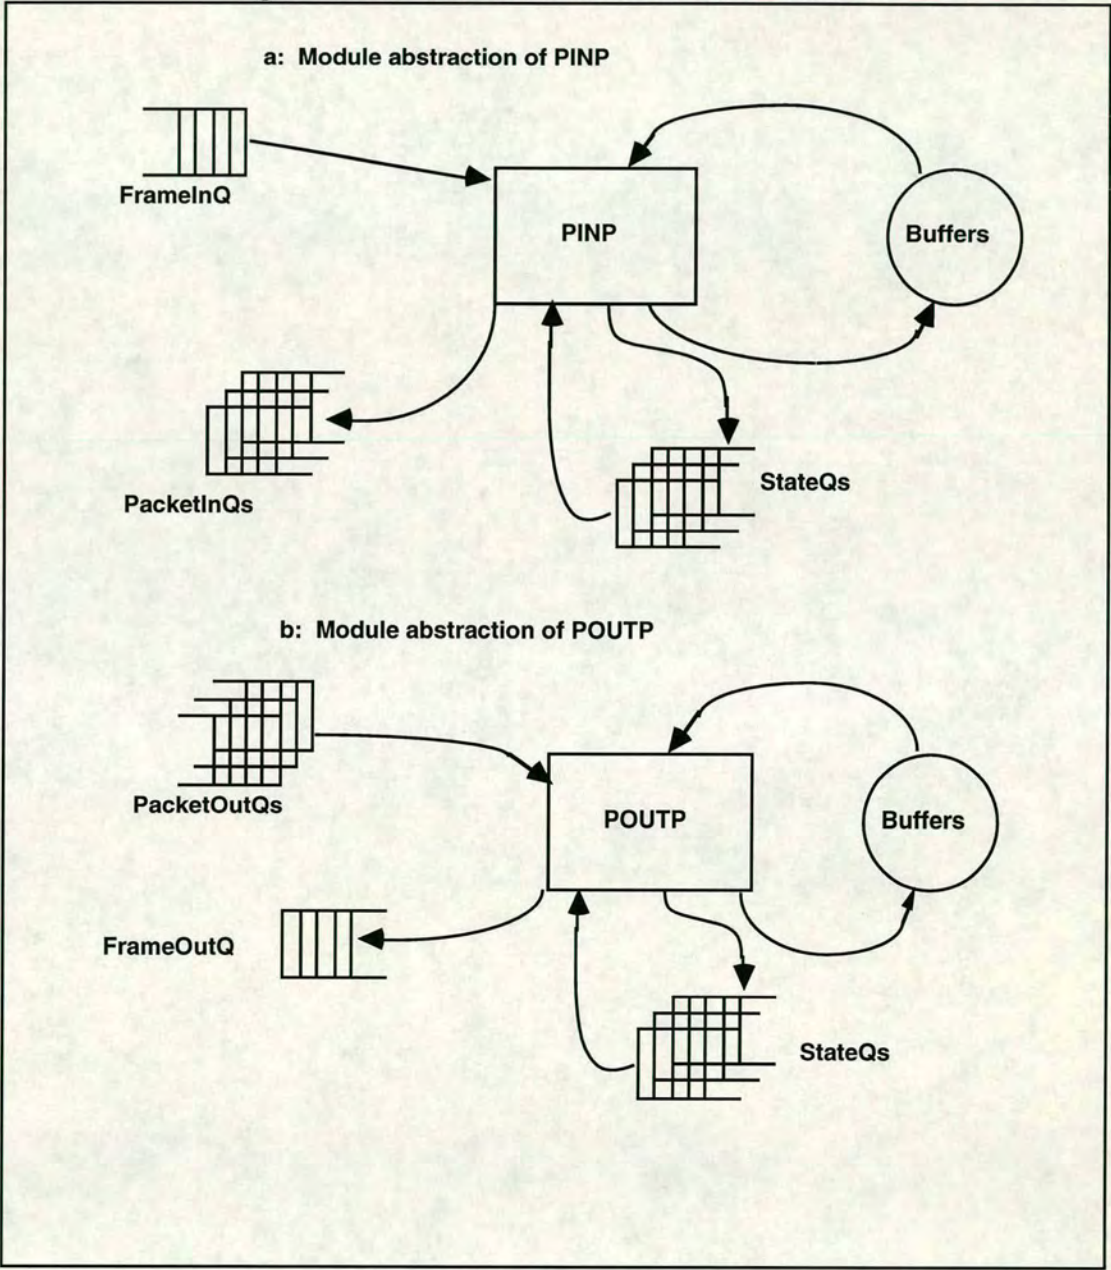 a: Module abstraction of PINP
FrameInQ
PINP
Buffers
PacketInQs
StateQs
b: Module abstraction of POUTP
PacketOutQs
POUTP
Buffers
FrameOutQ
StateQs